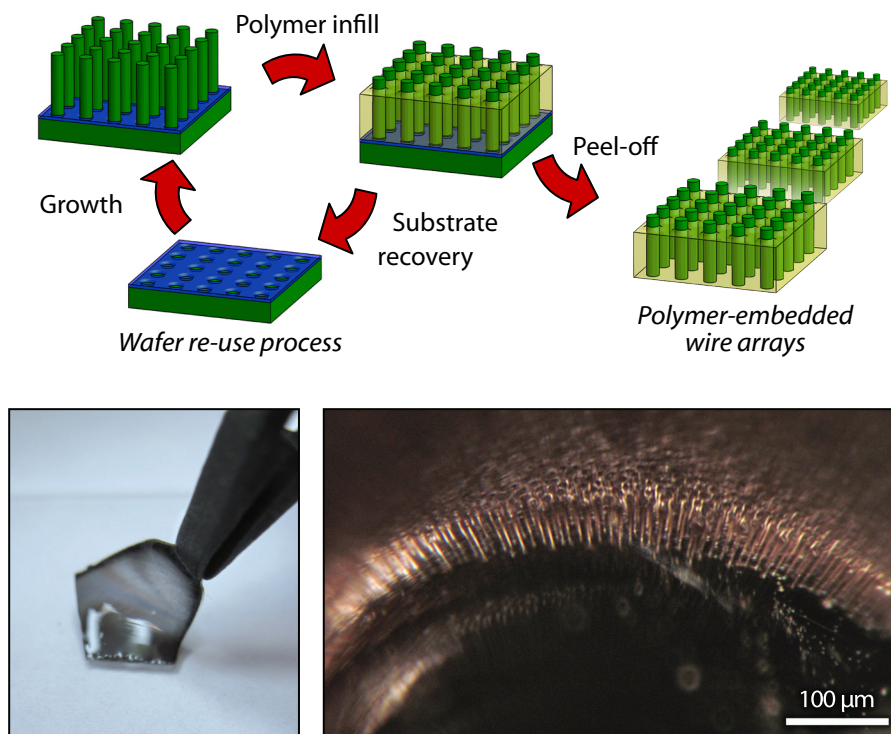 Polymer infill
Peel-off
Growth
Substrate
recovery
Wafer re-use process
Polymer-embedded
wire arrays
100 µm